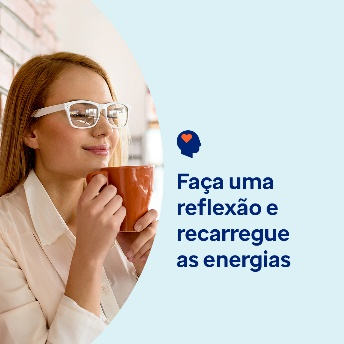 Faça uma
reflexão e
recarregue
as energias